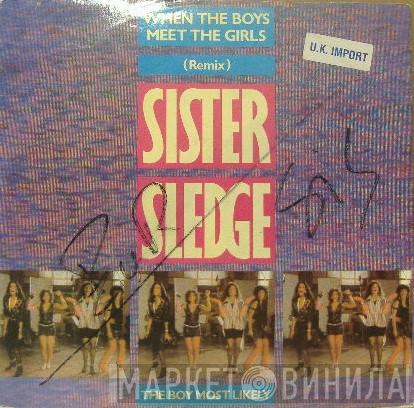 WHEN THE BOYS
MEET THE GIRLS
(Remix)
U.K. IMPORT
SISTER
SLEDGE
МАРКЕТ ВИНИЛА
THE BOY MOST LIKELY